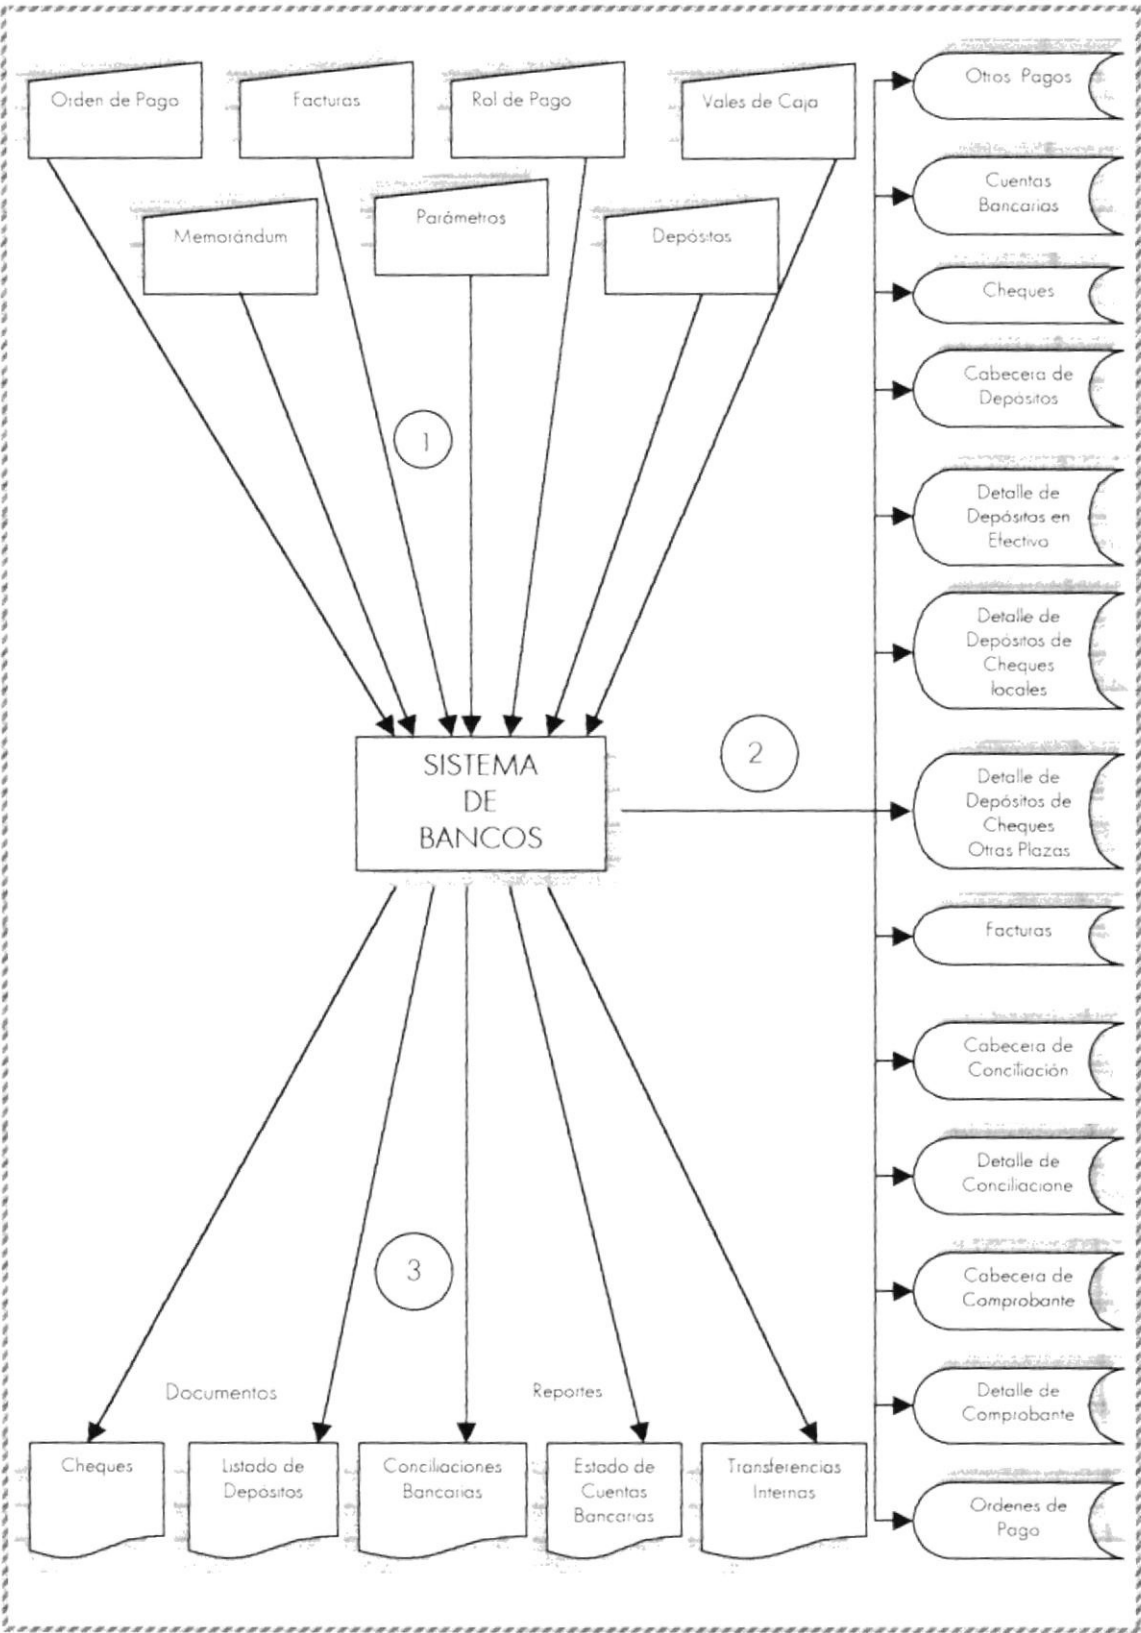 Orden de Pago
Facturas
Rol de Pago
Vales de Caja
Memorándum
Parámetros
Depósitos
1
SISTEMA
DE
BANCOS
2
3
Documentos
Reportes
Cheques
Listado de
Depósitos
Conciliaciones
Bancarias
Estado de
Cuentas
Bancarias
Transferencias
Internas
Otros Pagos
Cuentas
Bancarias
Cheques
Cabecera de
Depósitos
Detalle de
Depósitos en
Efectivo
Detalle de
Depósitos de
Cheques
locales
Detalle de
Depósitos de
Cheques
Otras Plazas
Facturas
Cabecera de
Conciliación
Detalle de
Conciliacione
Cabecera de
Comprobante
Detalle de
Comprobante
Ordenes de
Pago